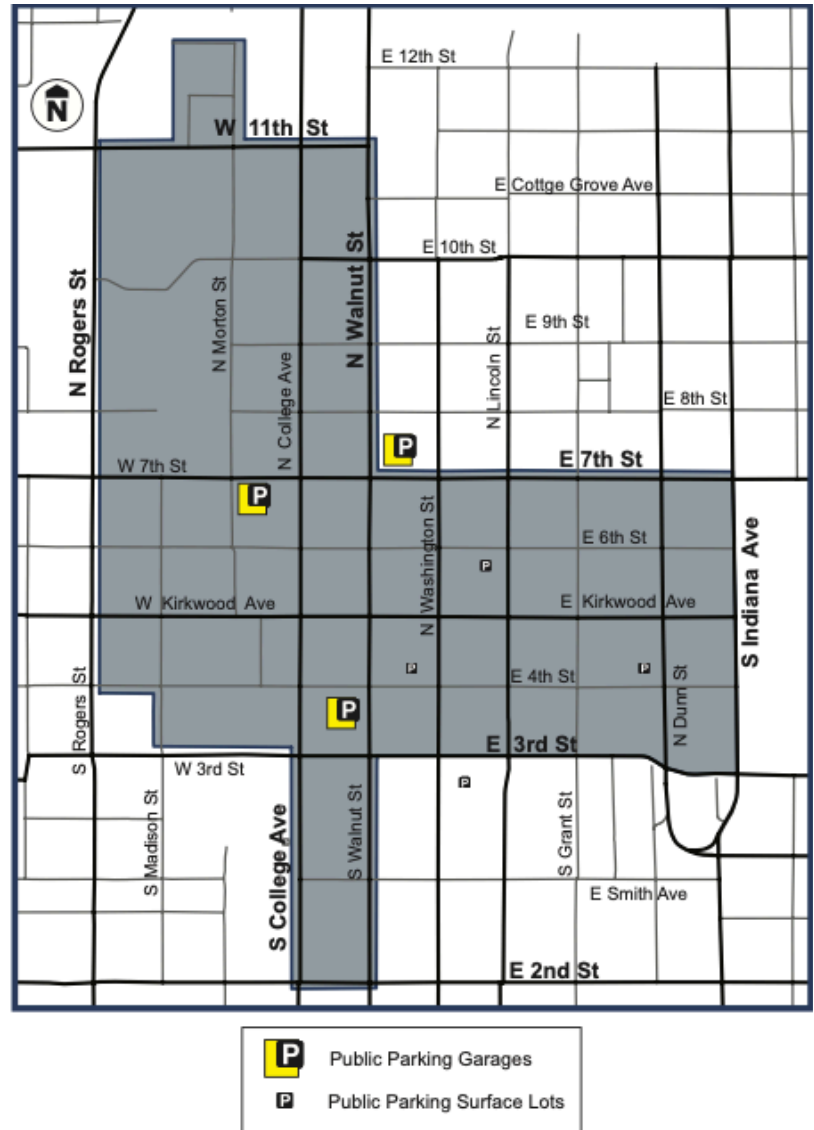 E 12th St
N
W 11th St
E Cottge Grove Ave
N Walnut St
E 10th St
N Rogers St
N Morton St
E 9th St
N Lincoln St
N College Ave
E 8th St
P
E 7th St
W 7th St
P
N Washington St
E 6th St
S Indiana Ave
P
W Kirkwood Ave
E Kirkwood Ave
P
P
S Rogers St
E 4th St
N Dunn St
P
E 3rd St
W 3rd St
P
S Madison St
S College Ave
S Walnut St
S Grant St
E Smith Ave
E 2nd St
P Public Parking Garages
P Public Parking Surface Lots